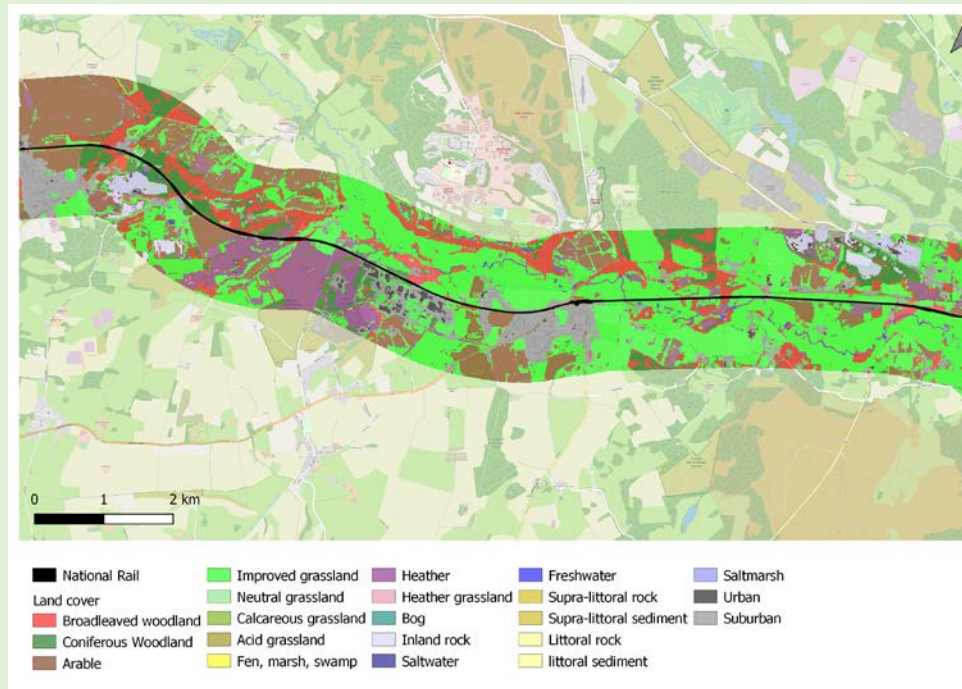 0 1 2 km
National Rail
Land cover
Broadleaved woodland
Coniferous Woodland
Arable
Improved grassland
Neutral grassland
Calcareous grassland
Acid grassland
Fen, marsh, swamp
Heather
Heather grassland
Bog
Inland rock
Saltwater
Freshwater
Supra-littoral rock
Supra-littoral sediment
Littoral rock
littoral sediment
Saltmarsh
Urban
Suburban